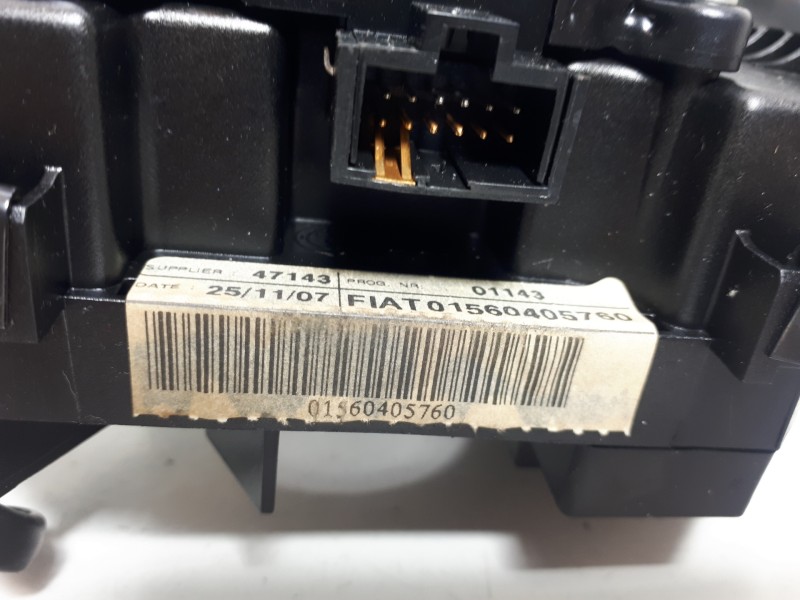 SUPPLIER : 47143 PROG. NR. 01143
DATE : 25/11/07 FIAT 01560405760
01560405760